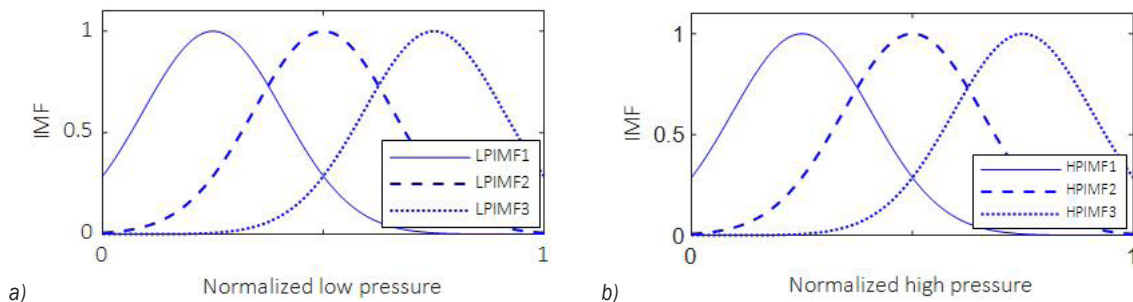 1
IMF
0.5
LPIMF1
LPIMF2
LPIMF3
0
0
1
a)
Normalized low pressure
1
IMF
0.5
HPIMF1
HPIMF2
HPIMF3
0
0
1
b)
Normalized high pressure